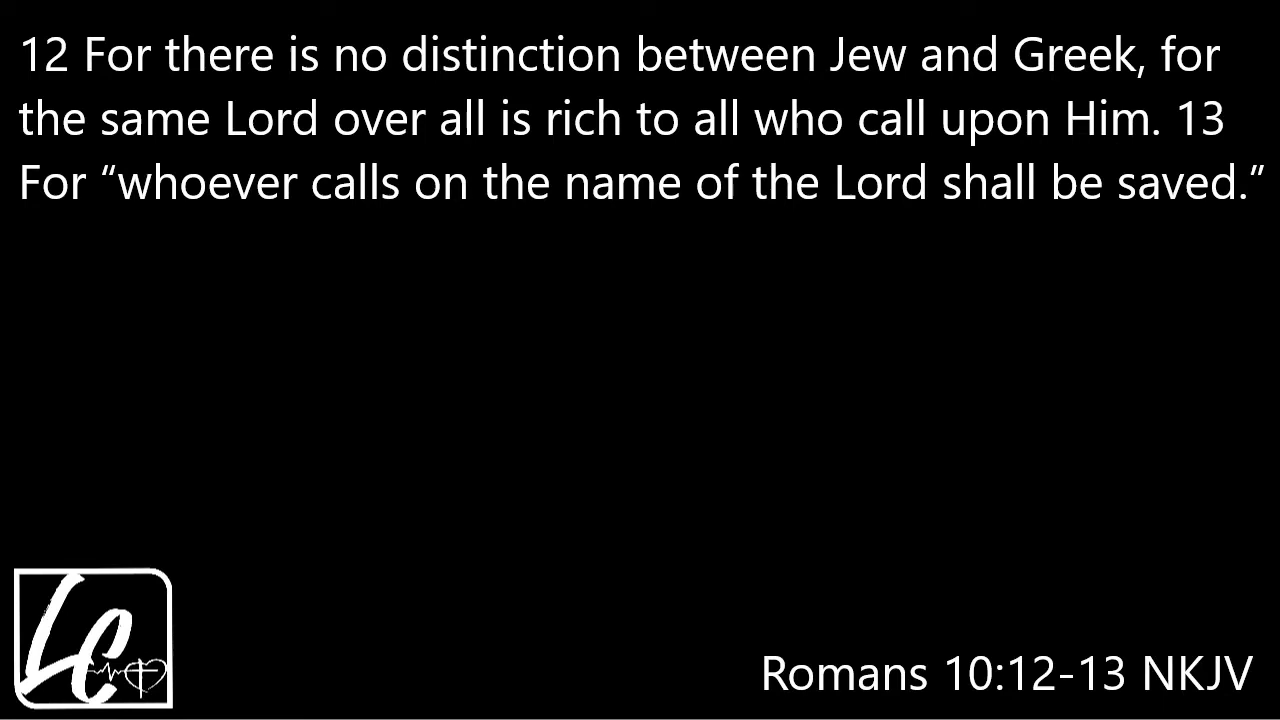 12 For there is no distinction between Jew and Greek, for
the same Lord over all is rich to all who call upon Him. 13
For “whoever calls on the name of the Lord shall be saved.”
LC
Romans 10:12-13 NKJV